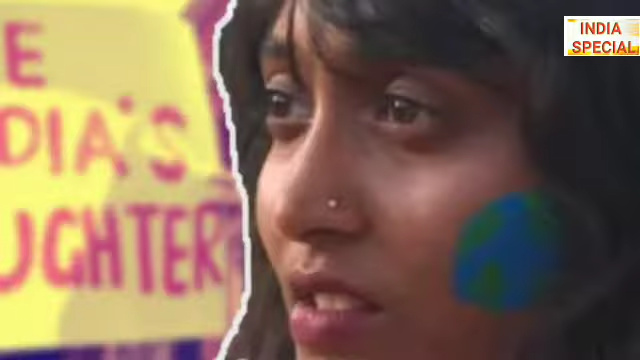 E
DIA'S
UGHTER
INDIA
SPECIAL